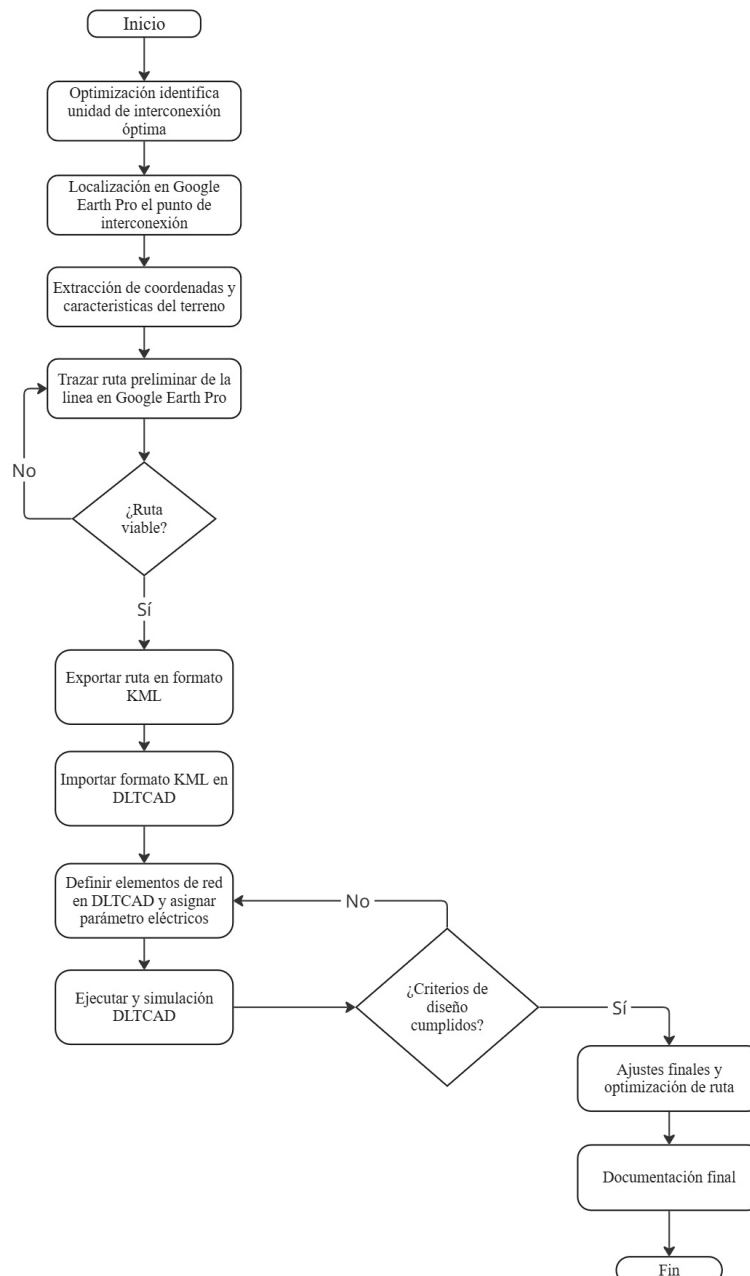 Inicio
Optimización identifica
unidad de interconexión
óptima
Localización en Google
Earth Pro el punto de
interconexión
Extracción de coordenadas y
caracteristicas del terreno
Trazar ruta preliminar de la
linea en Google Earth Pro
No
¿Ruta
viable?
Sí
Exportar ruta en formato
KML
Importar formato KML en
DLTCAD
Definir elementos de red
en DLTCAD y asignar
parámetro eléctricos
No
Ejecutar y simulación
DLTCAD
¿Criterios de
diseño
cumplidos?
Sí
Ajustes finales y
optimización de ruta
Documentación final
Fin